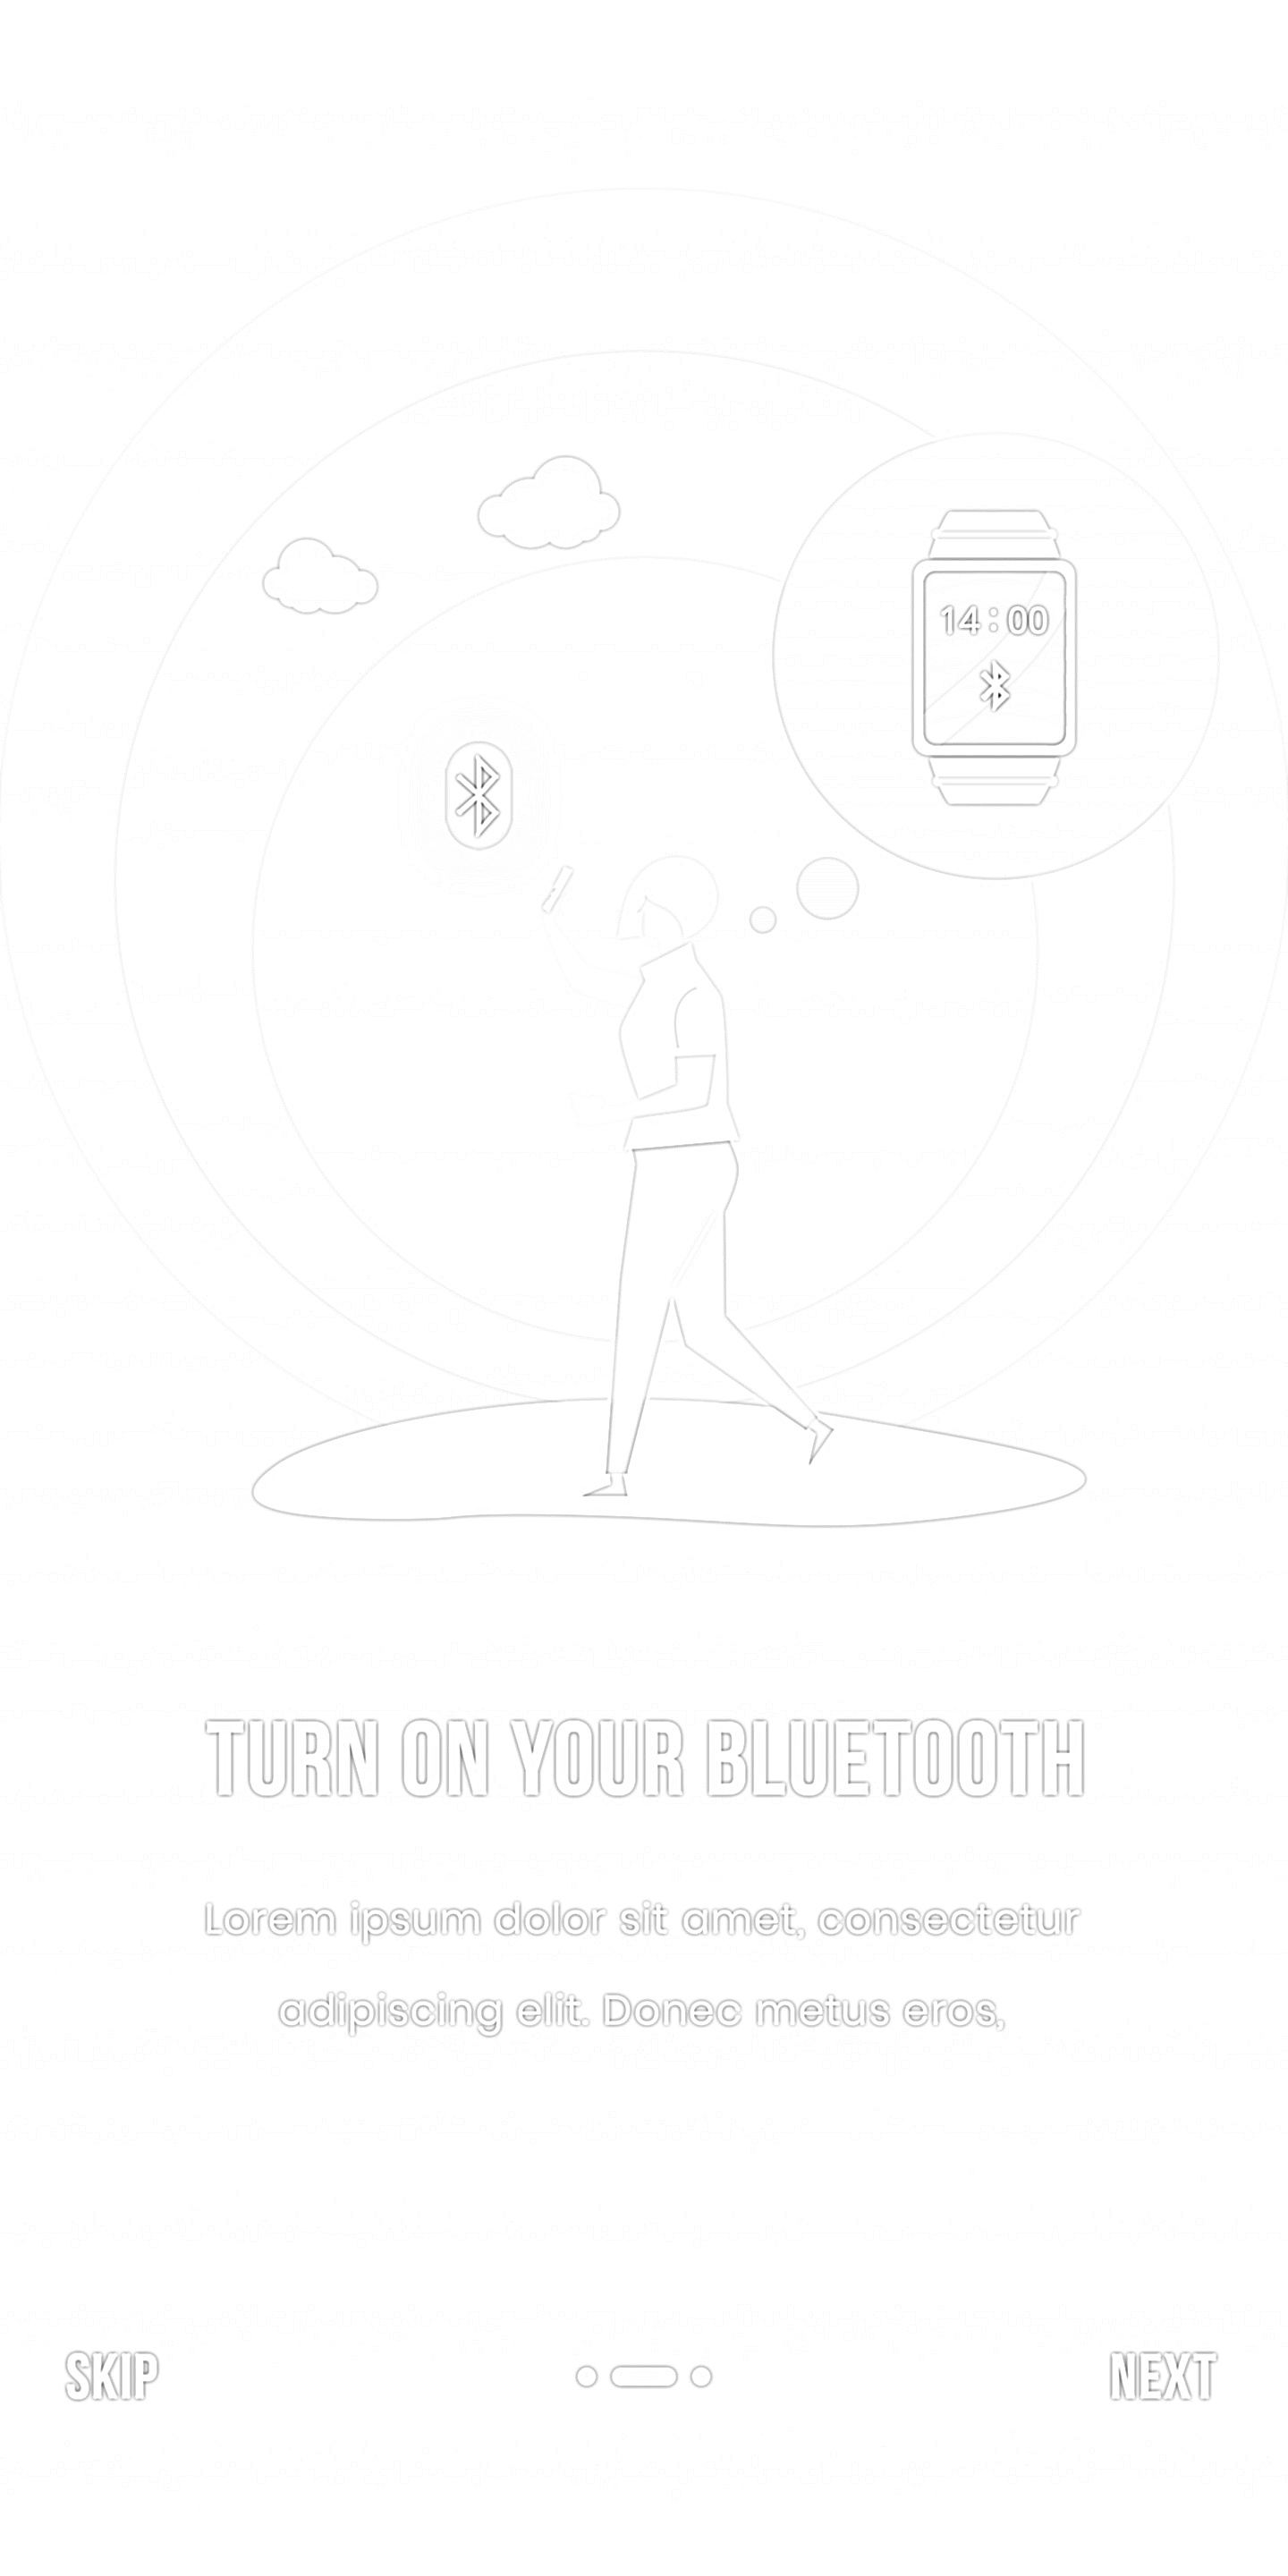 14:00
TURN ON YOUR BLUETOOTH
Lorem ipsum dolor sit amet, consectetur
adipiscing elit. Donec metus eros,
SKIP
NEXT